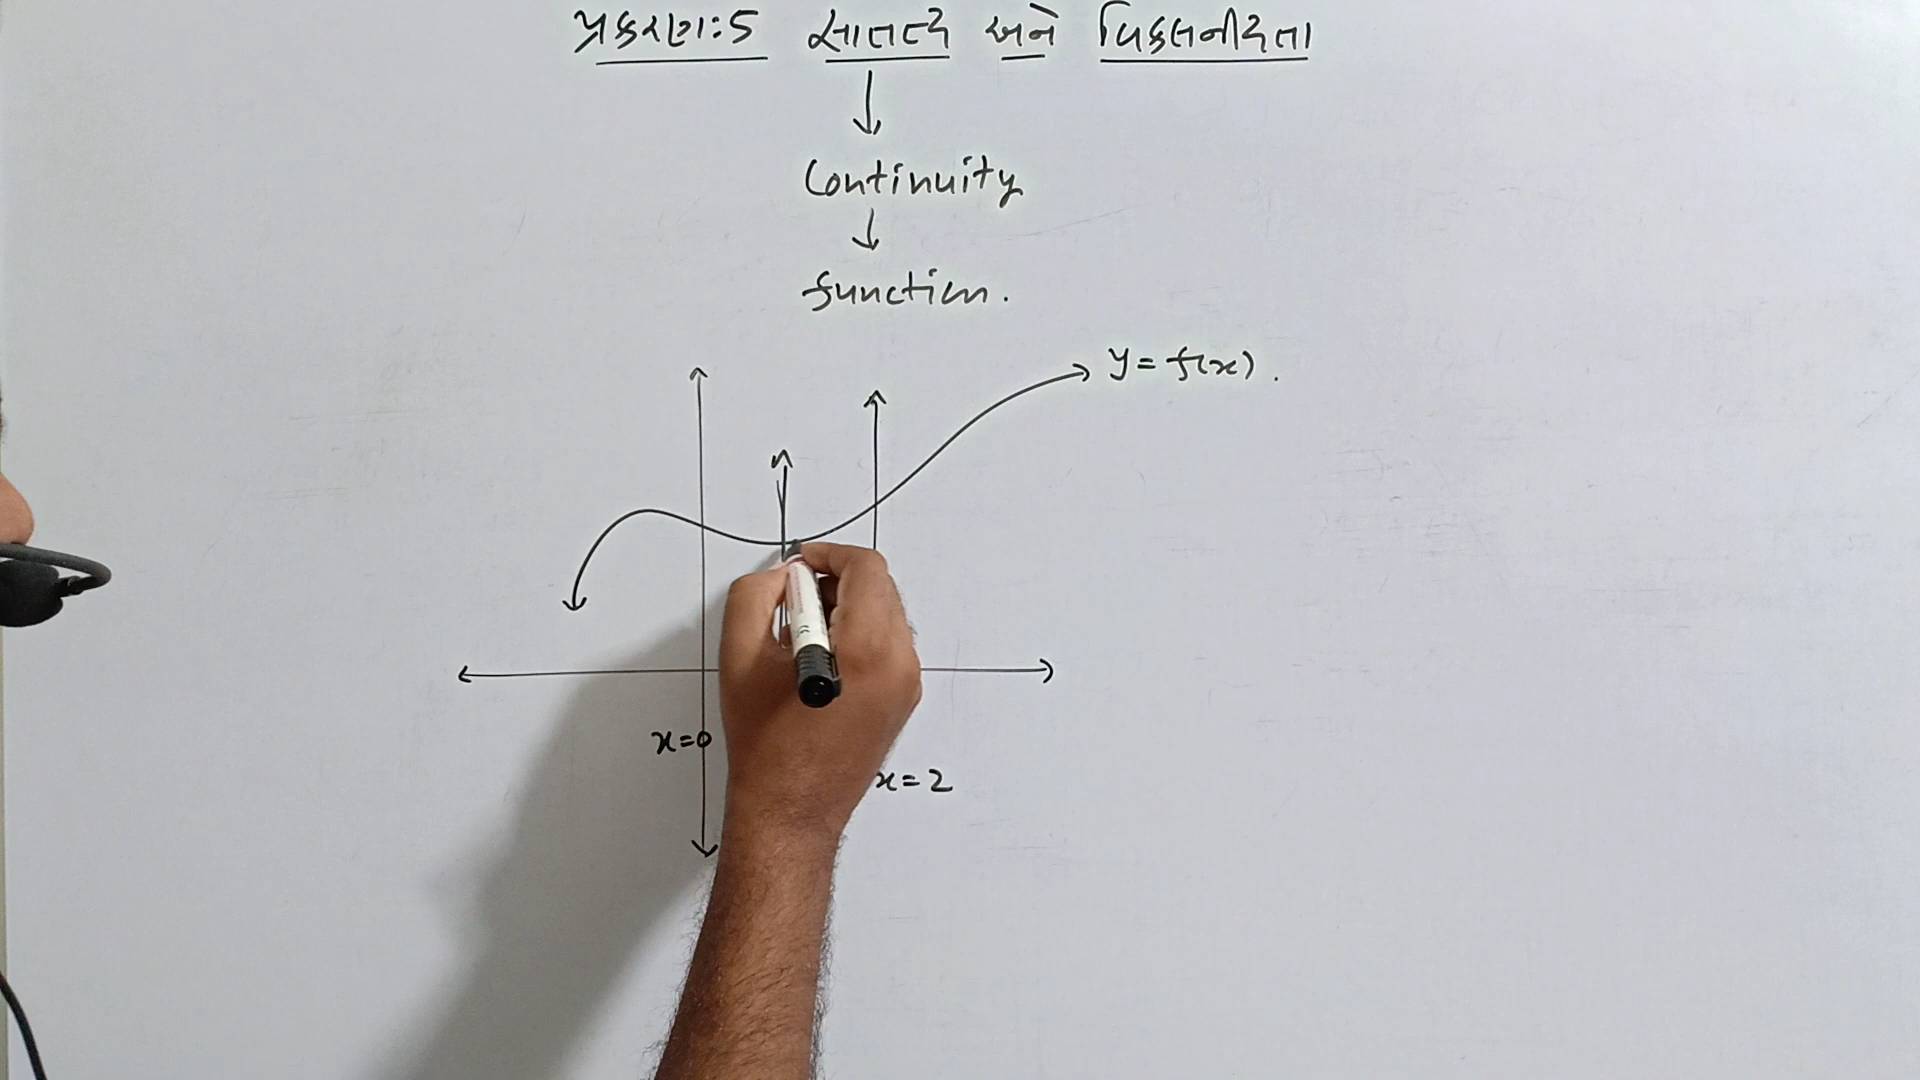 પ્રકરણ:5 સાતત્ય અને વિકલનીયતા
Continuity
function.
y = f(x).
x=0
x=2